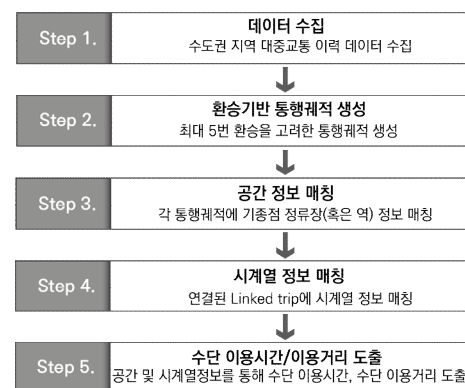 Step 1.
데이터 수집
수도권 지역 대중교통 이력 데이터 수집
Step 2.
환승기반 통행궤적 생성
최대 5번 환승을 고려한 통행궤적 생성
Step 3.
공간 정보 매칭
각 통행궤적에 기종점 정류장(혹은 역) 정보 매칭
Step 4.
시계열 정보 매칭
연결된 Linked trip에 시계열 정보 매칭
Step 5.
수단 이용시간/이용거리 도출
공간 및 시계열정보를 통해 수단 이용시간, 수단 이용거리 도출